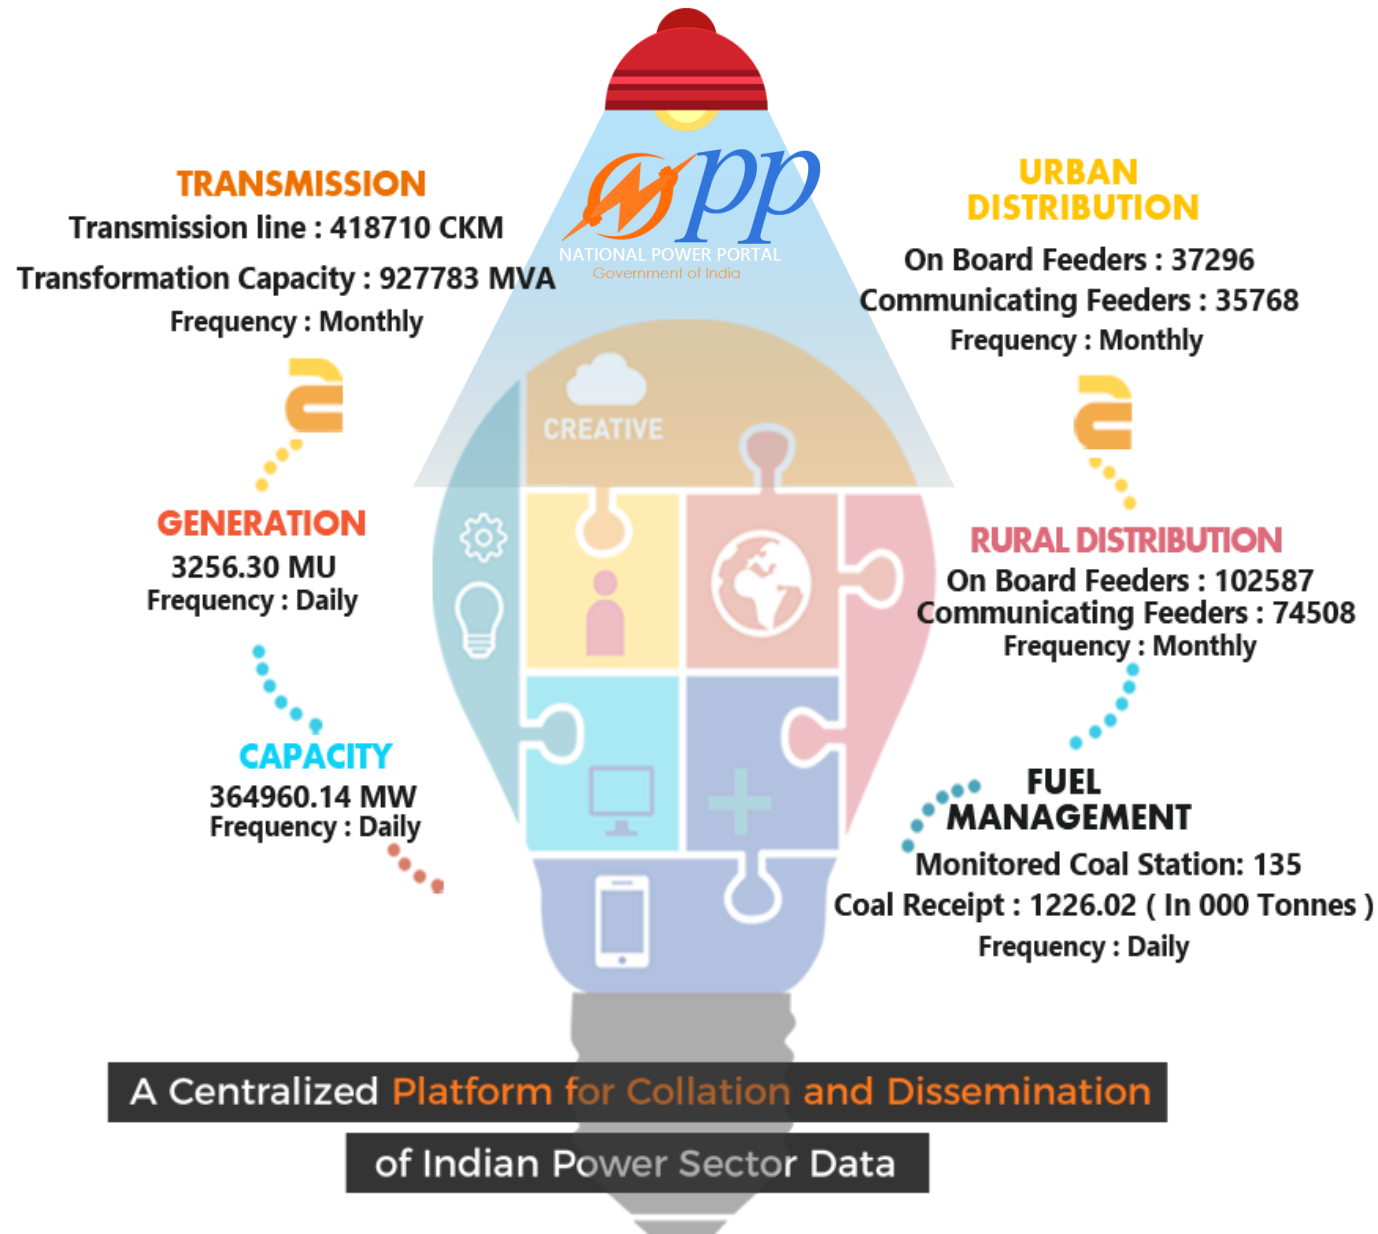 npp
NATIONAL POWER PORTAL
Government of India
TRANSMISSION
Transmission line : 418710 CKM
Transformation Capacity : 927783 MVA
Frequency : Monthly
GENERATION
3256.30 MU
Frequency : Daily
CAPACITY
364960.14 MW
Frequency : Daily
CREATIVE
URBAN
DISTRIBUTION
On Board Feeders : 37296
Communicating Feeders : 35768
Frequency : Monthly
RURAL DISTRIBUTION
On Board Feeders : 102587
Communicating Feeders : 74508
Frequency : Monthly
FUEL
MANAGEMENT
Monitored Coal Station: 135
Coal Receipt : 1226.02 ( In 000 Tonnes )
Frequency : Daily
A Centralized Platform for Collation and Dissemination
of Indian Power Sector Data